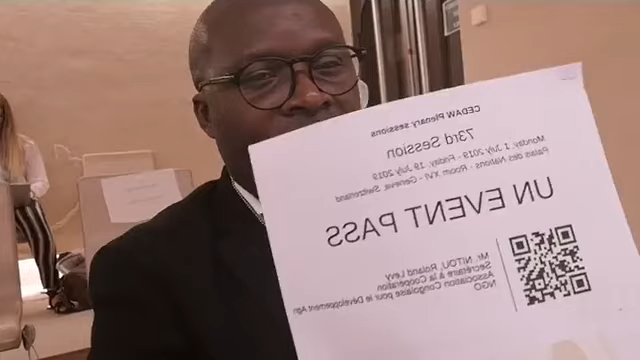 CEDAW Plenary sessions
73rd Session
Monday, 1 July 2019 - Friday, 19 July 2019
Palais des Nations - Room XVI - Geneva, Switzerland
UN EVENT PASS
Mr. NITOU, Roland Levy
Secrétaire à la Coopération
Association Congolaise pour le Développement Agri
NGO